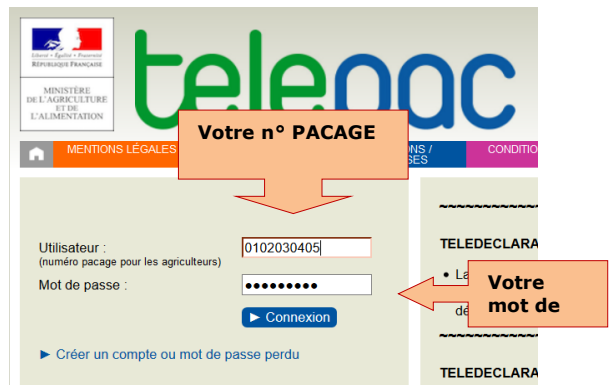 Liberté • Égalité • Fraternité
RÉPUBLIQUE FRANÇAISE
MINISTÈRE
DE L'AGRICULTURE
ET DE
L'ALIMENTATION
telepac
Votre n° PACAGE
MENTIONS LÉGALES
NS /
SES
CONDITIO
Utilisateur :
(numéro pacage pour les agriculteurs)
0102030405
Mot de passe :
•••••••••
► Connexion
► Créer un compte ou mot de passe perdu
~~~~~~~~~~~
TELEDECLARA
• La
dé
Votre
mot de
~~~~~~~~~~~
TELEDECLARA